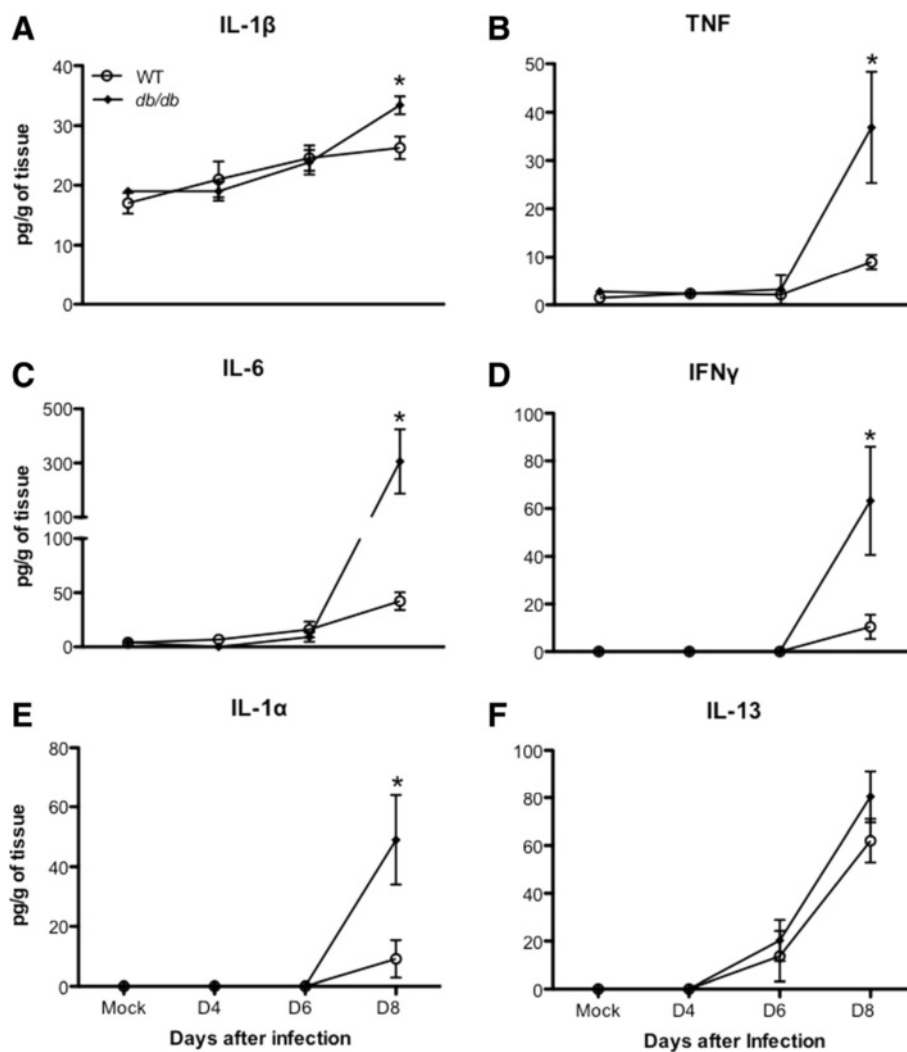 A
IL-1β
WT
db/db
*
40
30
20
10
0
pg/g of tissue
B
TNF
*
50
40
30
20
10
0
C
IL-6
*
500
300
100
100
50
0
pg/g of tissue
D
IFNγ
*
100
80
60
40
20
0
E
IL-1α
*
80
60
40
20
0
pg/g of tissue
Mock D4 D6 D8
Days after infection
F
IL-13
100
80
60
40
20
0
Mock D4 D6 D8
Days after Infection